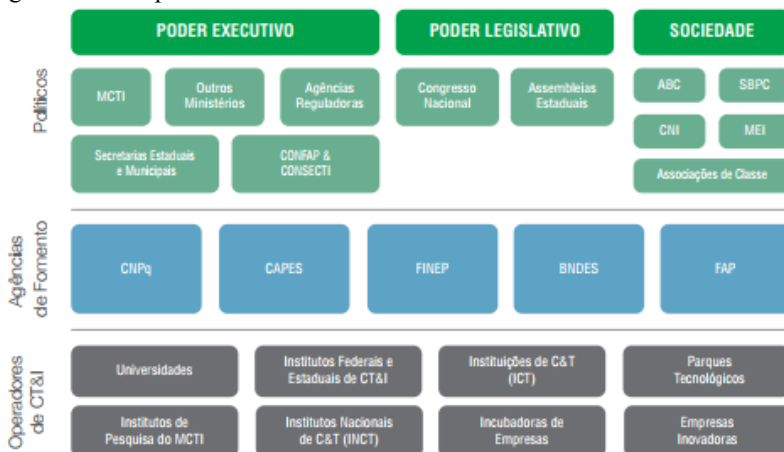 PODER EXECUTIVO
PODER LEGISLATIVO
SOCIEDADE
Políticos
MCTI
Outros
Ministérios
Agências
Reguladoras
Congresso
Nacional
Assembleias
Estaduais
ABC
SBPC
CNI
MEI
Secretarias Estaduais
e Municipais
CONFAP &
CONSECTI
Associações de Classe
Agências
de Fomento
CNPq
CAPES
FINEP
BNDES
FAP
Operadores
de CT&I
Universidades
Institutos Federais e
Estaduais de CT&I
Instituições de C&T
(ICT)
Parques
Tecnológicos
Institutos de
Pesquisa do MCTI
Institutos Nacionais
de C&T (INCT)
Incubadoras de
Empresas
Empresas
Inovadoras